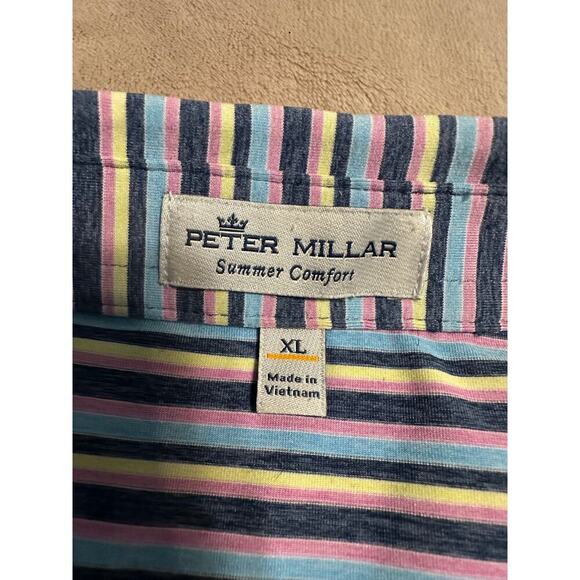 PETER MILLAR
Summer Comfort
XL
Made in
Vietnam